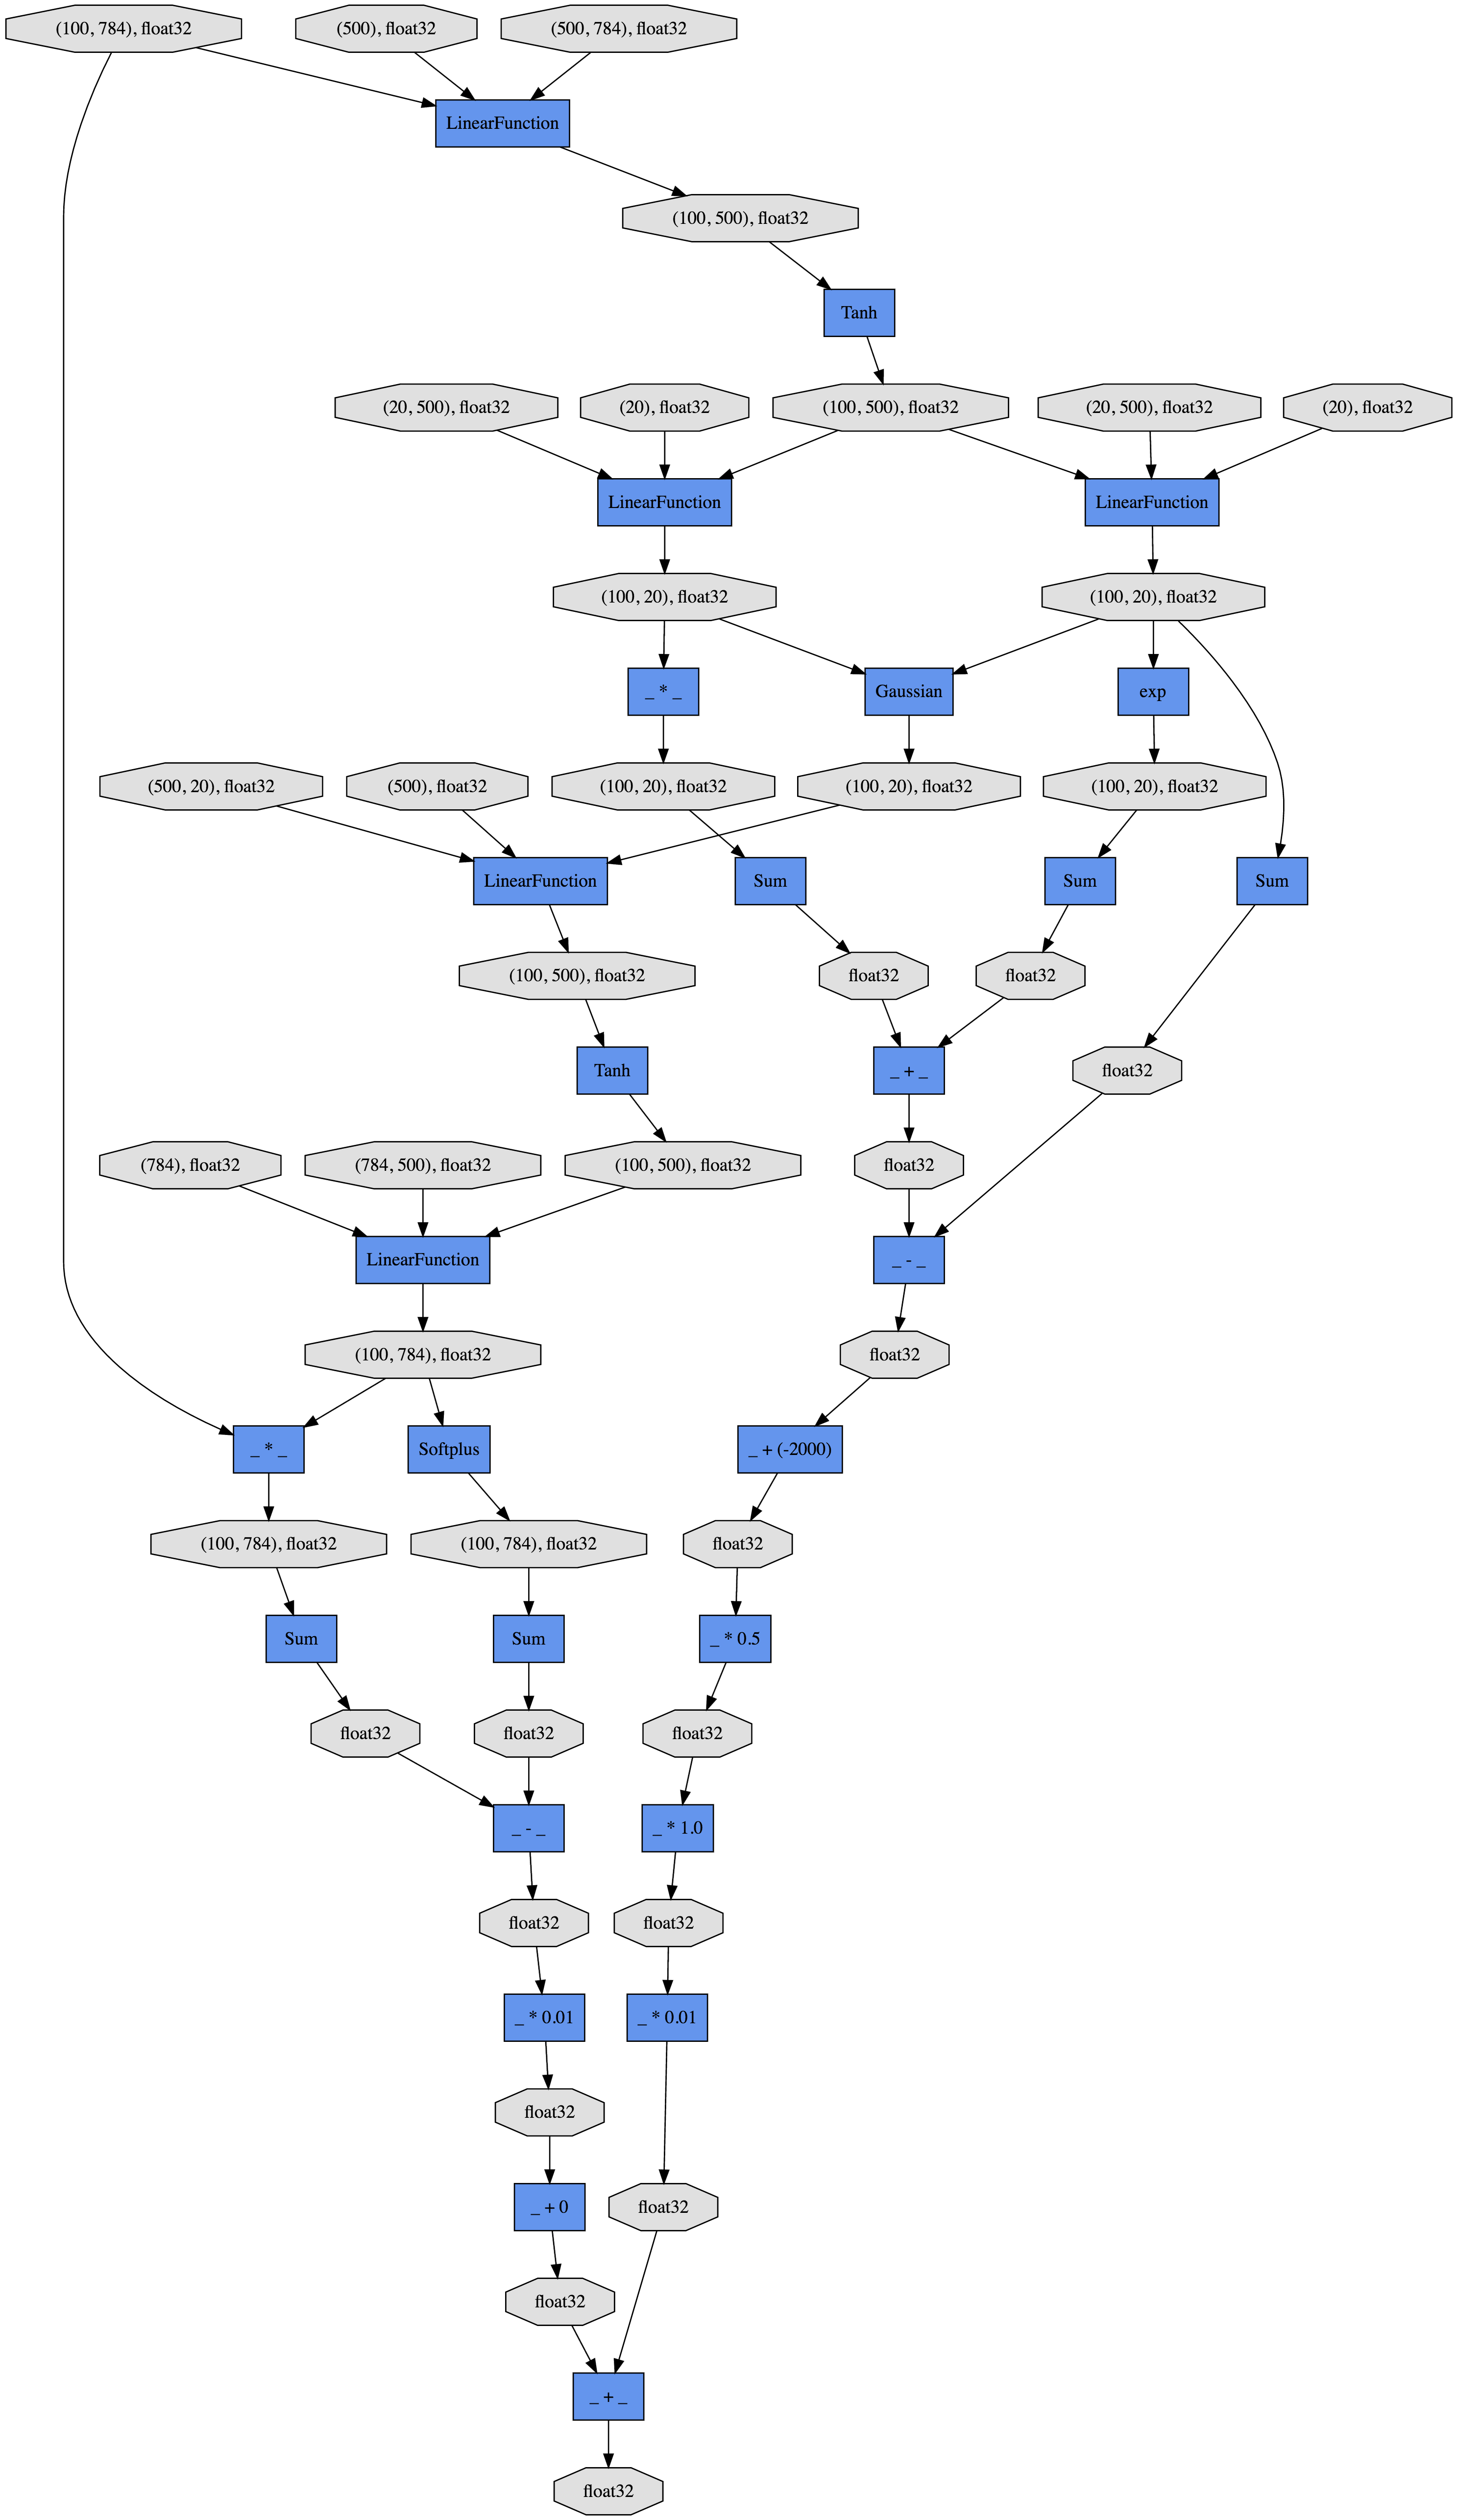 (100, 784), float32
(500), float32
(500, 784), float32
LinearFunction
(100, 500), float32
Tanh
(20, 500), float32
(20), float32
(100, 500), float32
(20, 500), float32
(20), float32
LinearFunction
LinearFunction
(100, 20), float32
(100, 20), float32
_ * _
Gaussian
exp
(500, 20), float32
(500), float32
(100, 20), float32
(100, 20), float32
(100, 20), float32
LinearFunction
Sum
Sum
Sum
(100, 500), float32
float32
float32
Tanh
_ + _
float32
(784), float32
(784, 500), float32
(100, 500), float32
float32
LinearFunction
_ - _
(100, 784), float32
float32
_ * _
Softplus
_ + (-2000)
(100, 784), float32
(100, 784), float32
float32
Sum
Sum
_ * 0.5
float32
float32
float32
_ - _
_ * 1.0
float32
float32
_ * 0.01
_ * 0.01
float32
_ + 0
float32
float32
_ + _
float32